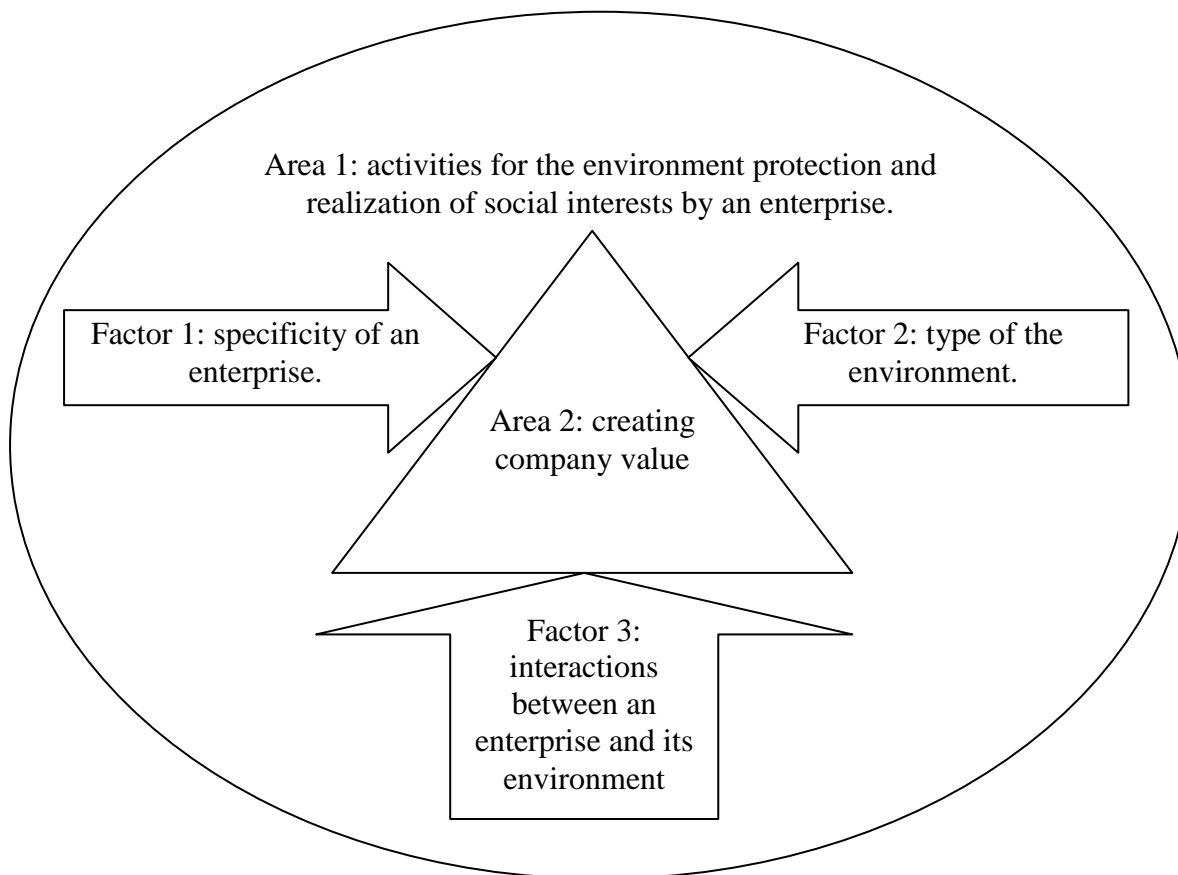 Area 1: activities for the environment protection and
realization of social interests by an enterprise.
Factor 1: specificity of an
enterprise.
Factor 2: type of the
environment.
Area 2: creating
company value
Factor 3:
interactions
between an
enterprise and its
environment